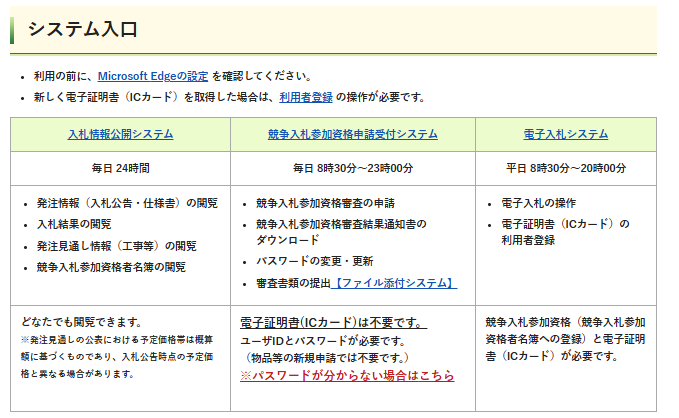 システム入口
利用の前に、Microsoft Edgeの設定 を確認してください。
新しく電子証明書（ICカード）を取得した場合は、利用者登録 の操作が必要です。
入札情報公開システム
競争入札参加資格申請受付システム
電子入札システム
毎日 24時間
毎日 8時30分～23時00分
平日 8時30分～20時00分
発注情報（入札公告・仕様書）の閲覧
入札結果の閲覧
発注見通し情報（工事等）の閲覧
競争入札参加資格者名簿の閲覧
競争入札参加資格審査の申請
競争入札参加資格審査結果通知書の
ダウンロード
パスワードの変更・更新
審査書類の提出【ファイル添付システム】
電子入札の操作
電子証明書（ICカード）の
利用者登録
どなたでも閲覧できます。
※発注見通しの公表における予定価格帯は概算
額に基づくものであり、入札公告時点の予定価
格と異なる場合があります。
電子証明書(ICカード)は不要です。
ユーザIDとパスワードが必要です。
（物品等の新規申請では不要です。）
※パスワードが分からない場合はこちら
競争入札参加資格（競争入札参加
資格者名簿への登録）と電子証明
書（ICカード）が必要です。